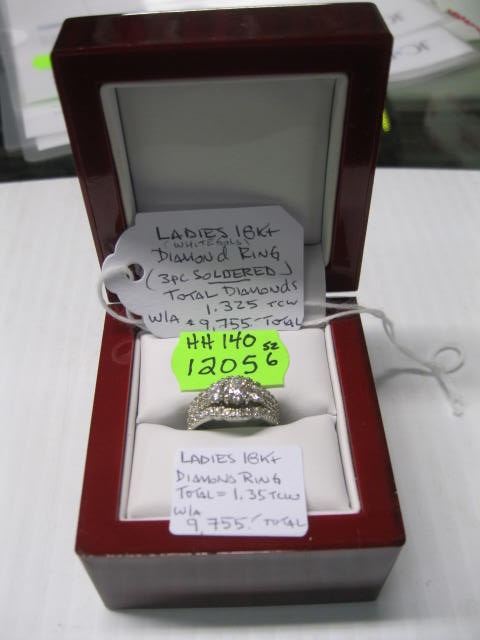 LADIES 18Kt
(WHITEGOLD)
DIAMOND RING
(3pc SOLDERED)
TOTAL DIAMONDS
1.325 TCW
W/A $9,755 TOTAL
HH 140 SZ
12056
LADIES 18Kt
DIAMOND RING
TOTAL = 1.35 TCW
W/A
9,755 TOTAL